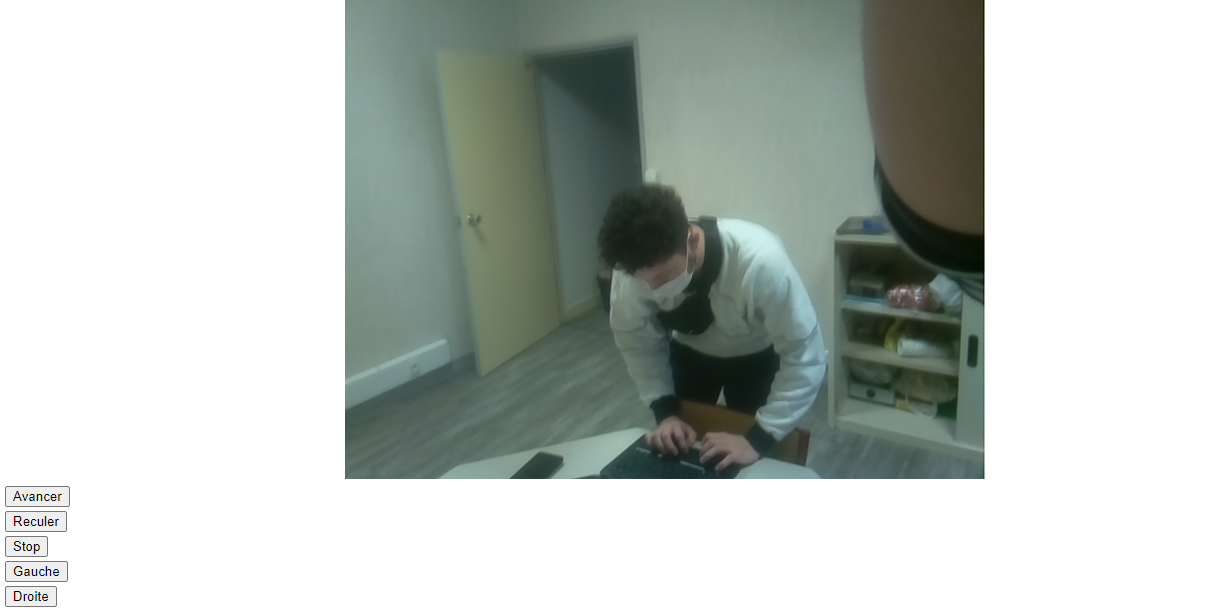 Avancer
Reculer
Stop
Gauche
Droite